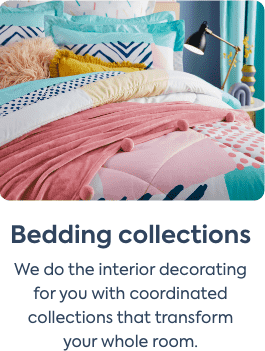 Bedding collections
We do the interior decorating
for you with coordinated
collections that transform
your whole room.